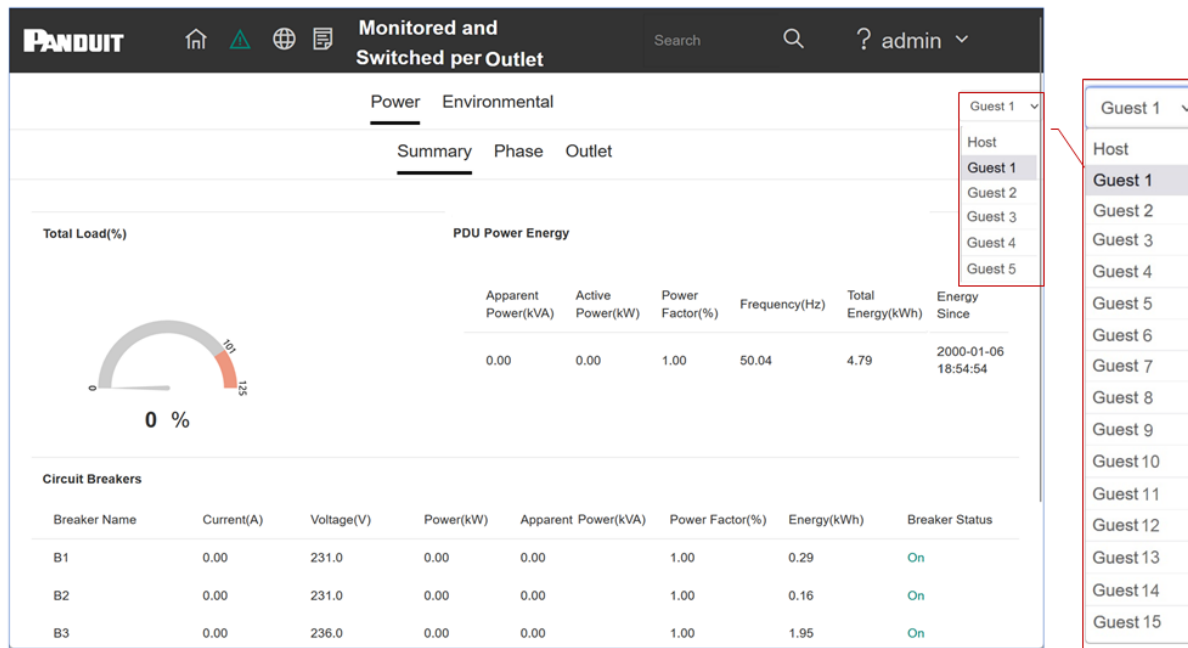 PANDUIT
Monitored and
Switched per Outlet
Search
? admin
Power Environmental
Guest 1
Summary Phase Outlet
Host
Guest 1
Guest 2
Guest 3
Guest 4
Guest 5
Total Load(%)
0
101
125
0 %
PDU Power Energy
Apparent Power(kVA) Active Power(kW) Power Factor(%) Frequency(Hz) Total Energy(kWh) Energy Since
0.00 0.00 1.00 50.04 4.79 2000-01-06 18:54:54
Circuit Breakers
Breaker Name Current(A) Voltage(V) Power(kW) Apparent Power(kVA) Power Factor(%) Energy(kWh) Breaker Status
B1 0.00 231.0 0.00 0.00 1.00 0.29 On
B2 0.00 231.0 0.00 0.00 1.00 0.16 On
B3 0.00 236.0 0.00 0.00 1.00 1.95 On
Guest 1
Host
Guest 1
Guest 2
Guest 3
Guest 4
Guest 5
Guest 6
Guest 7
Guest 8
Guest 9
Guest 10
Guest 11
Guest 12
Guest 13
Guest 14
Guest 15